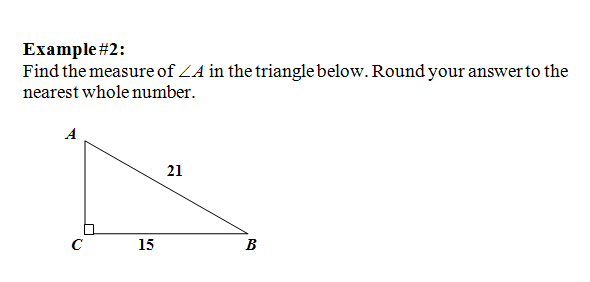 Example#2:
Find the measure of ∠A in the triangle below. Round your answer to the
nearest whole number.
A
21
C 15 B